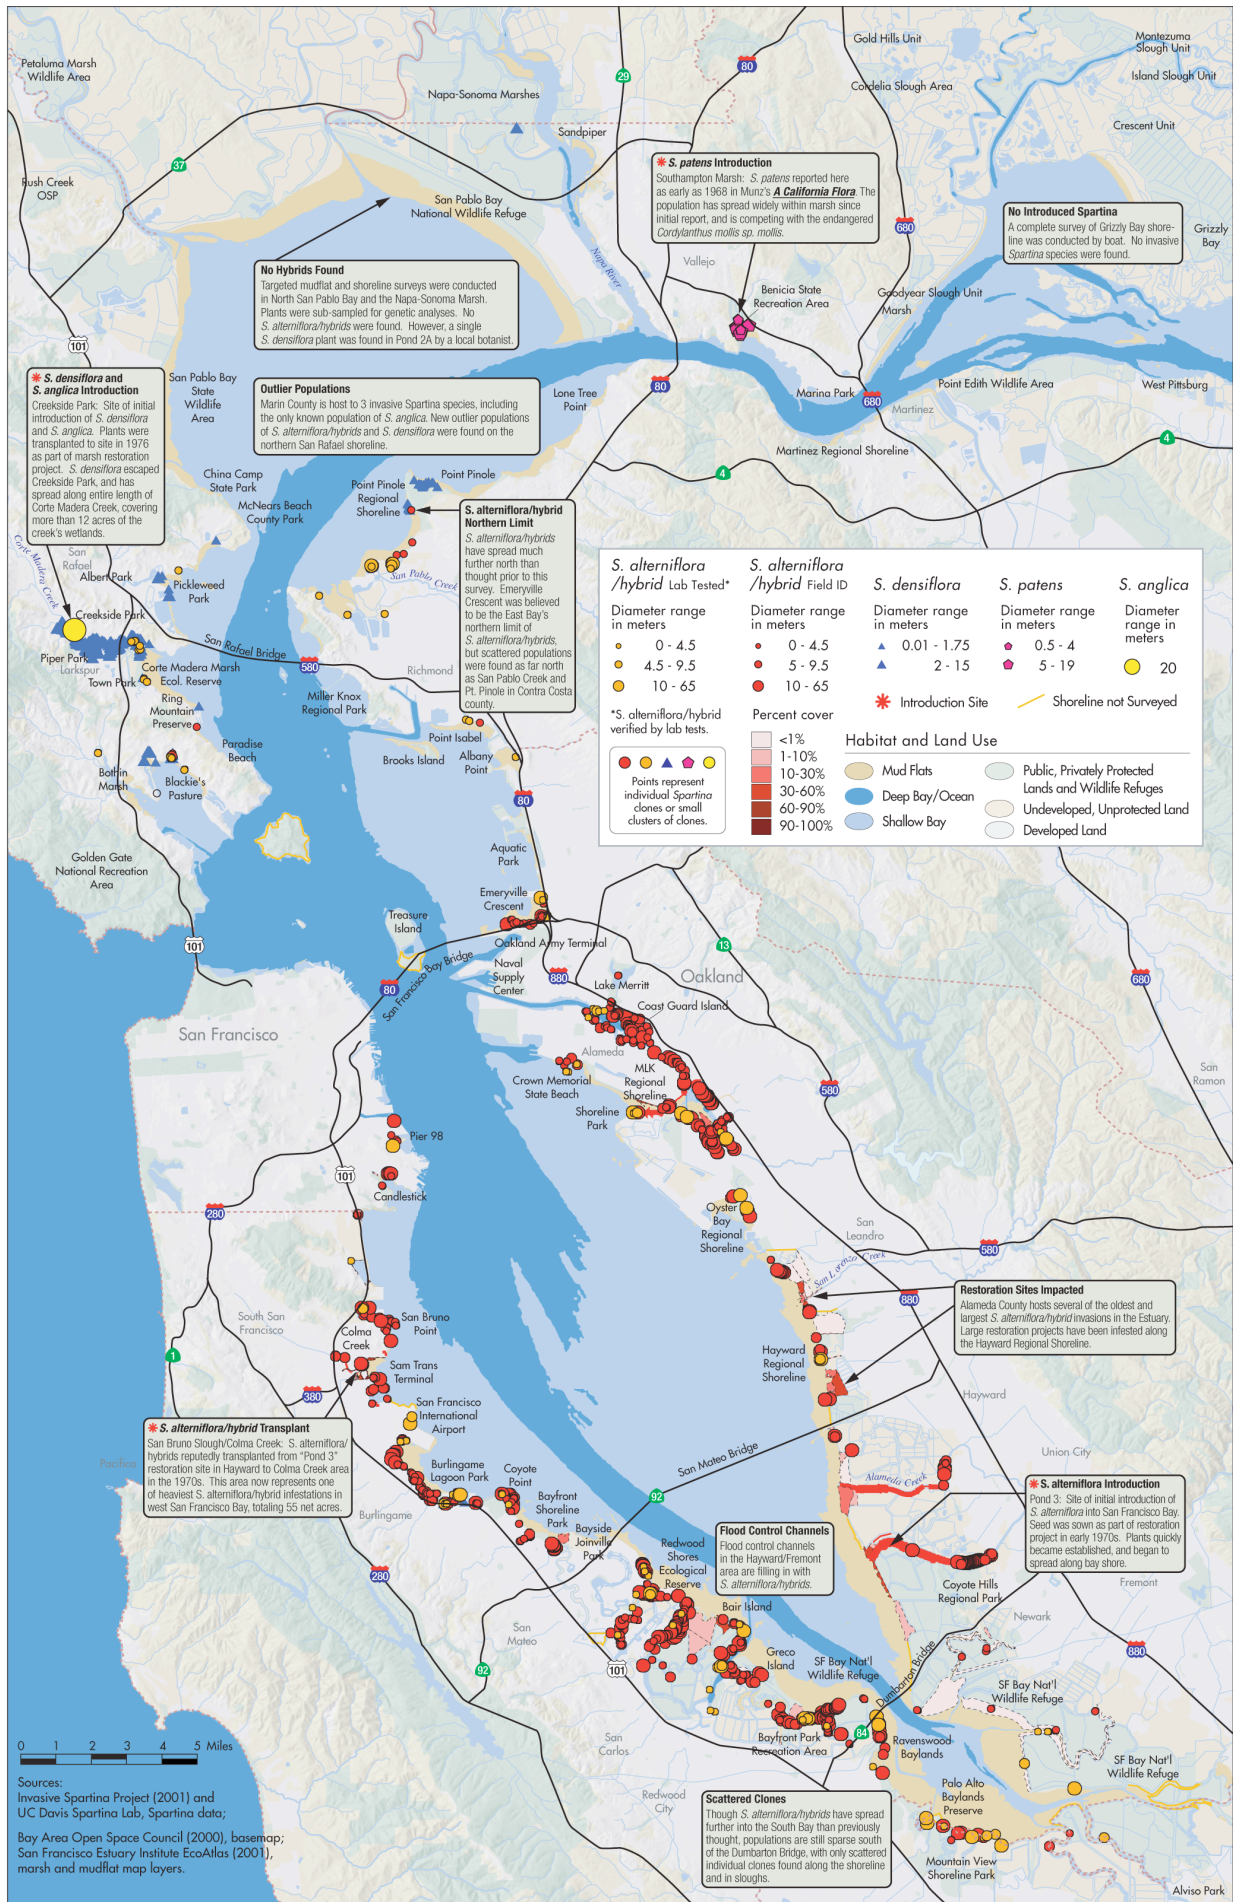 Petaluma Marsh
Wildlife Area
Napa-Sonoma Marshes
Sandpiper
29
80
Gold Hills Unit
Cordelia Slough Area
Montezuma
Slough Unit
Island Slough Unit
Crescent Unit
37
Rush Creek
OSP
San Pablo Bay
National Wildlife Refuge
Napa River
S. patens Introduction
Southampton Marsh: S. patens reported here
as early as 1968 in Munz's A California Flora. The
population has spread widely within marsh since
initial report, and is competing with the endangered
Cordylanthus mollis sp. mollis.
680
No Introduced Spartina
A complete survey of Grizzly Bay shore-
line was conducted by boat. No invasive
Spartina species were found.
Grizzly
Bay
No Hybrids Found
Targeted mudflat and shoreline surveys were conducted
in North San Pablo Bay and the Napa-Sonoma Marsh.
Plants were sub-sampled for genetic analyses. No
S. alterniflora/hybrids were found. However, a single
S. densiflora plant was found in Pond 2A by a local botanist.
Vallejo
Benicia State
Recreation Area
Goodyear Slough Unit
Marsh
101
S. densiflora and
S. anglica Introduction
Creekside Park: Site of initial
introduction of S. densiflora
and S. anglica. Plants were
transplanted to site in 1976
as part of marsh restoration
project. S. densiflora escaped
Creekside Park, and has
spread along entire length of
Corte Madera Creek, covering
more than 12 acres of the
creek's wetlands.
San Pablo Bay
State
Wildlife
Area
Outlier Populations
Marin County is host to 3 invasive Spartina species, including
the only known population of S. anglica. New outlier populations
of S. alterniflora/hybrids and S. densiflora were found on the
northern San Rafael shoreline.
Lone Tree
Point
80
Marina Park
680
Martinez
Point Edith Wildlife Area
West Pittsburg
4
4
Martinez Regional Shoreline
China Camp
State Park
McNears Beach
County Park
Point Pinole
Regional
Shoreline
Point Pinole
S. alterniflora/hybrid
Northern Limit
S. alterniflora/hybrids
have spread much
further north than
thought prior to this
survey. Emeryville
Crescent was believed
to be the East Bay's
northern limit of
S. alterniflora/hybrids,
but scattered populations
were found as far north
as San Pablo Creek and
Pt. Pinole in Contra Costa
county.
San Pablo Creek
Corte Madera Creek
San
Rafael
Albert Park
Pickleweed
Park
Creekside Park
Piper Park
Larkspur
Town Park
Corte Madera Marsh
Ecol. Reserve
Ring
Mountain
Preserve
San Rafael Bridge
580
Richmond
Miller Knox
Regional Park
Point Isabel
Brooks Island
Albany
Point
Paradise
Beach
Bothin
Marsh
Blackie's
Pasture
80
S. alterniflora
/hybrid Lab Tested*
Diameter range
in meters
0 - 4.5
4.5 - 9.5
10 - 65
*S. alterniflora/hybrid
verified by lab tests.
Points represent
individual Spartina
clones or small
clusters of clones.
S. alterniflora
/hybrid Field ID
Diameter range
in meters
0 - 4.5
5 - 9.5
10 - 65
Percent cover
<1%
1-10%
10-30%
30-60%
60-90%
90-100%
S. densiflora
Diameter range
in meters
0.01 - 1.75
2 - 15
S. patens
Diameter range
in meters
0.5 - 4
5 - 19
S. anglica
Diameter
range in
meters
20
Introduction Site
Shoreline not Surveyed
Habitat and Land Use
Mud Flats
Deep Bay/Ocean
Shallow Bay
Public, Privately Protected
Lands and Wildlife Refuges
Undeveloped, Unprotected Land
Developed Land
Golden Gate
National Recreation
Area
101
Aquatic
Park
Emeryville
Crescent
Treasure
Island
Oakland Army Terminal
San Francisco Bay Bridge
80
Naval
Supply
Center
880
13
Oakland
680
Lake Merritt
Coast Guard Island
San Francisco
Alameda
Crown Memorial
State Beach
MLK
Regional
Shoreline
Shoreline
Park
580
San
Ramon
Pier 98
101
Candlestick
280
Oyster
Bay
Regional
Shoreline
San
Leandro
580
San Lorenzo Creek
880
Restoration Sites Impacted
Alameda County hosts several of the oldest and
largest S. alterniflora/hybrid invasions in the Estuary.
Large restoration projects have been infested along
the Hayward Regional Shoreline.
South San
Francisco
San Bruno
Point
Colma
Creek
1
Sam Trans
Terminal
380
San Francisco
International
Airport
Hayward
Regional
Shoreline
Hayward
S. alterniflora/hybrid Transplant
San Bruno Slough/Colma Creek: S. alterniflora/
hybrids reputedly transplanted from "Pond 3"
restoration site in Hayward to Colma Creek area
in the 1970s. This area now represents one
of heaviest S. alterniflora/hybrid infestations in
west San Francisco Bay, totaling 55 net acres.
Pacifica
Burlingame
Lagoon Park
Burlingame
Coyote
Point
Bayfront
Shoreline
Park
Bayside
Joinville
Park
San Mateo Bridge
92
Union City
Alameda Creek
S. alterniflora Introduction
Pond 3: Site of initial introduction of
S. alterniflora into San Francisco Bay.
Seed was sown as part of restoration
project in early 1970s. Plants quickly
became established, and began to
spread along bay shore.
Flood Control Channels
Flood control channels
in the Hayward/Fremont
area are filling in with
S. alterniflora/hybrids.
Redwood
Shores
Ecological
Reserve
Coyote Hills
Regional Park
Fremont
Newark
280
San
Mateo
92
101
Bair Island
Greco
Island
SF Bay Nat'l
Wildlife Refuge
Dumbarton Bridge
880
SF Bay Nat'l
Wildlife Refuge
84
Bayfront Park
Recreation Area
Ravenswood
Baylands
San
Carlos
Redwood
City
SF Bay Nat'l
Wildlife Refuge
Palo Alto
Baylands
Preserve
Mountain View
Shoreline Park
Alviso Park
Scattered Clones
Though S. alterniflora/hybrids have spread
further into the South Bay than previously
thought, populations are still sparse south
of the Dumbarton Bridge, with only scattered
individual clones found along the shoreline
and in sloughs.
0 1 2 3 4 5 Miles
Sources:
Invasive Spartina Project (2001) and
UC Davis Spartina Lab, Spartina data;
Bay Area Open Space Council (2000), basemap;
San Francisco Estuary Institute EcoAtlas (2001),
marsh and mudflat map layers.